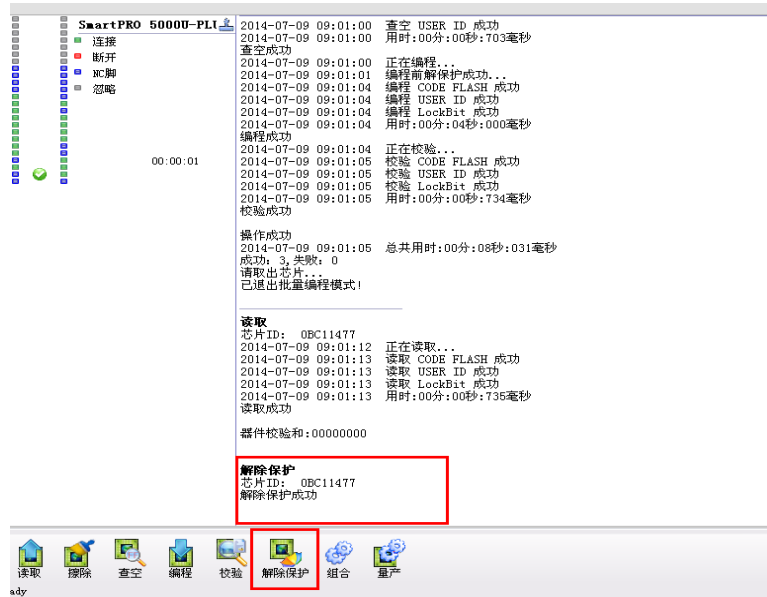 SmartPRO 5000U-PLU
连接
断开
NC脚
忽略
00:00:01
2014-07-09 09:01:00 查空 USER ID 成功
2014-07-09 09:01:00 用时:00分:00秒:703毫秒
查空成功
2014-07-09 09:01:00 正在编程...
2014-07-09 09:01:01 编程前解保护成功...
2014-07-09 09:01:04 编程 CODE FLASH 成功
2014-07-09 09:01:04 编程 USER ID 成功
2014-07-09 09:01:04 编程 LockBit 成功
2014-07-09 09:01:04 用时:00分:04秒:000毫秒
编程成功
2014-07-09 09:01:04 正在校验...
2014-07-09 09:01:05 校验 CODE FLASH 成功
2014-07-09 09:01:05 校验 USER ID 成功
2014-07-09 09:01:05 校验 LockBit 成功
2014-07-09 09:01:05 用时:00分:00秒:734毫秒
校验成功
操作成功
2014-07-09 09:01:05 总共用时:00分:08秒:031毫秒
成功: 3,失败: 0
请取出芯片...
已退出批量编程模式!
读取
芯片ID: 0BC11477
2014-07-09 09:01:12 正在读取...
2014-07-09 09:01:13 读取 CODE FLASH 成功
2014-07-09 09:01:13 读取 USER ID 成功
2014-07-09 09:01:13 读取 LockBit 成功
2014-07-09 09:01:13 用时:00分:00秒:735毫秒
读取成功
器件校验和:00000000
解除保护
芯片ID: 0BC11477
解除保护成功
读取 擦除 查空 编程 校验 解除保护 组合 量产
ady